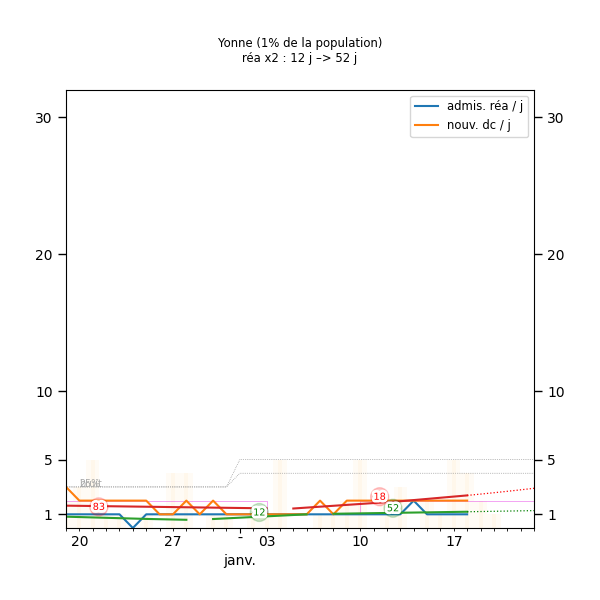 Yonne (1% de la population)
réa x2 : 12 j –> 52 j
admis. réa / j
nouv. dc / j
30 30
20 20
10 10
5 5
1 1
83
12
18
52
20 27 - 03 10 17
janv.